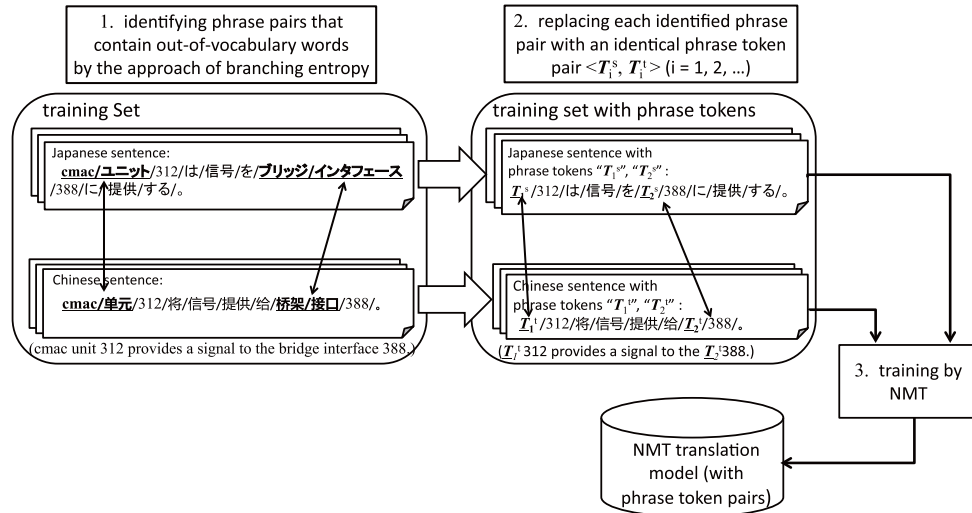 1. identifying phrase pairs that
contain out-of-vocabulary words
by the approach of branching entropy
2. replacing each identified phrase
pair with an identical phrase token
pair <Tᵢˢ, Tᵢᵗ> (i = 1, 2, …)
training Set
Japanese sentence:
cmac/ユニット/312/は/信号/を/ブリッジ/インタフェース
/388/に/提供/する/。
Chinese sentence:
cmac/单元/312/将/信号/提供/给/桥架/接口/388/。
(cmac unit 312 provides a signal to the bridge interface 388.)
training set with phrase tokens
Japanese sentence with
phrase tokens “T₁ˢ”, “T₂ˢ” :
T₁ˢ/312/は/信号/を/T₂ˢ/388/に/提供/する/。
Chinese sentence with
phrase tokens “T₁ᵗ”, “T₂ᵗ” :
T₁ᵗ/312/将/信号/提供/给/T₂ᵗ/388/。
(T₁ᵗ 312 provides a signal to the T₂ᵗ388.)
3. training by
NMT
NMT translation
model (with
phrase token pairs)